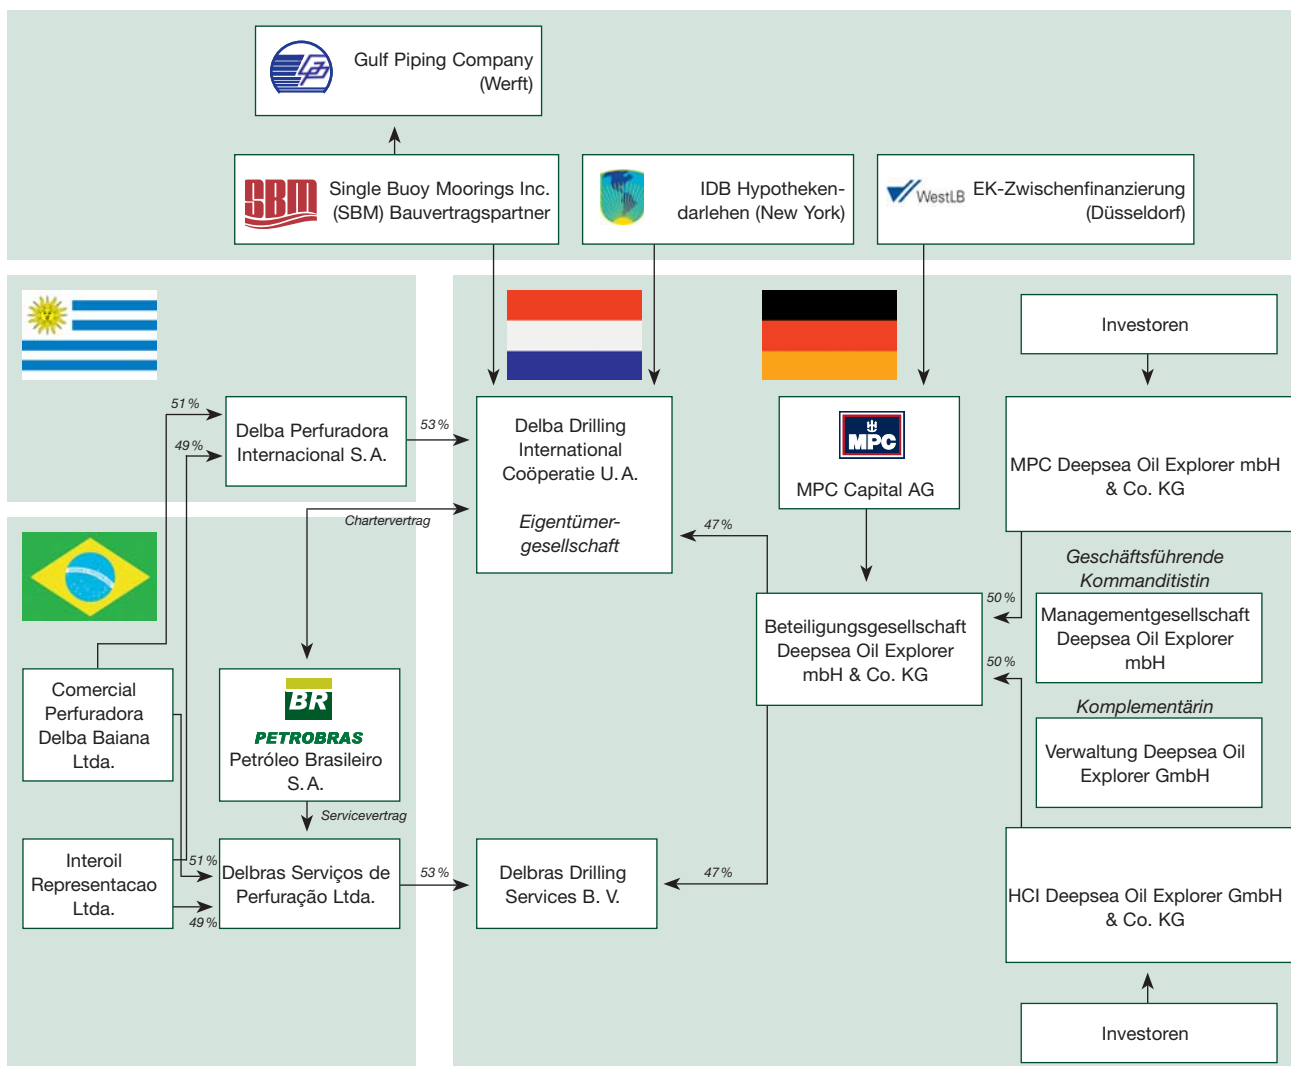 Gulf Piping Company
(Werft)
SBM
Single Buoy Moorings Inc.
(SBM) Bauvertragspartner
IDB Hypotheken-
darlehen (New York)
WestLB
EK-Zwischenfinanzierung
(Düsseldorf)
Investoren
51 %
49 %
Delba Perfuradora
Internacional S. A.
53 %
Delba Drilling
International
Coöperatie U. A.
Eigentümer-
gesellschaft
MPC
MPC Capital AG
MPC Deepsea Oil Explorer mbH
& Co. KG
Chartervertrag
47 %
Geschäftsführende
Kommanditistin
50 %
Managementgesellschaft
Deepsea Oil Explorer
mbH
Beteiligungsgesellschaft
Deepsea Oil Explorer
mbH & Co. KG
50 %
Komplementärin
Verwaltung Deepsea Oil
Explorer GmbH
Comercial
Perfuradora
Delba Baiana
Ltda.
BR
PETROBRAS
Petróleo Brasileiro
S. A.
Servicevertrag
Interoil
Representacao
Ltda.
51 %
49 %
Delbras Serviços de
Perfuração Ltda.
53 %
Delbras Drilling
Services B. V.
47 %
HCI Deepsea Oil Explorer GmbH
& Co. KG
Investoren